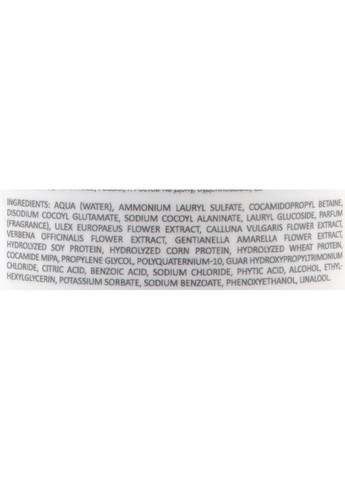 INGREDIENTS: AQUA (WATER), AMMONIUM LAURYL SULFATE, COCAMIDOPROPYL BETAINE,
DISODIUM COCOYL GLUTAMATE, SODIUM COCOYL ALANINATE, LAURYL GLUCOSIDE, PARFUM
(FRAGRANCE), ULEX EUROPAEUS FLOWER EXTRACT, CALLUNA VULGARIS FLOWER EXTRACT,
VERBENA OFFICINALIS FLOWER EXTRACT, GENTIANELLA AMARELLA FLOWER EXTRACT,
HYDROLYZED SOY PROTEIN, HYDROLYZED CORN PROTEIN, HYDROLYZED WHEAT PROTEIN,
COCAMIDE MIPA, PROPYLENE GLYCOL, POLYQUATERNIUM-10, GUAR HYDROXYPROPYLTRIMONIUM
CHLORIDE, CITRIC ACID, BENZOIC ACID, SODIUM CHLORIDE, PHYTIC ACID, ALCOHOL, ETHYL-
HEXYLGLYCERIN, POTASSIUM SORBATE, SODIUM BENZOATE, PHENOXYETHANOL, LINALOOL.